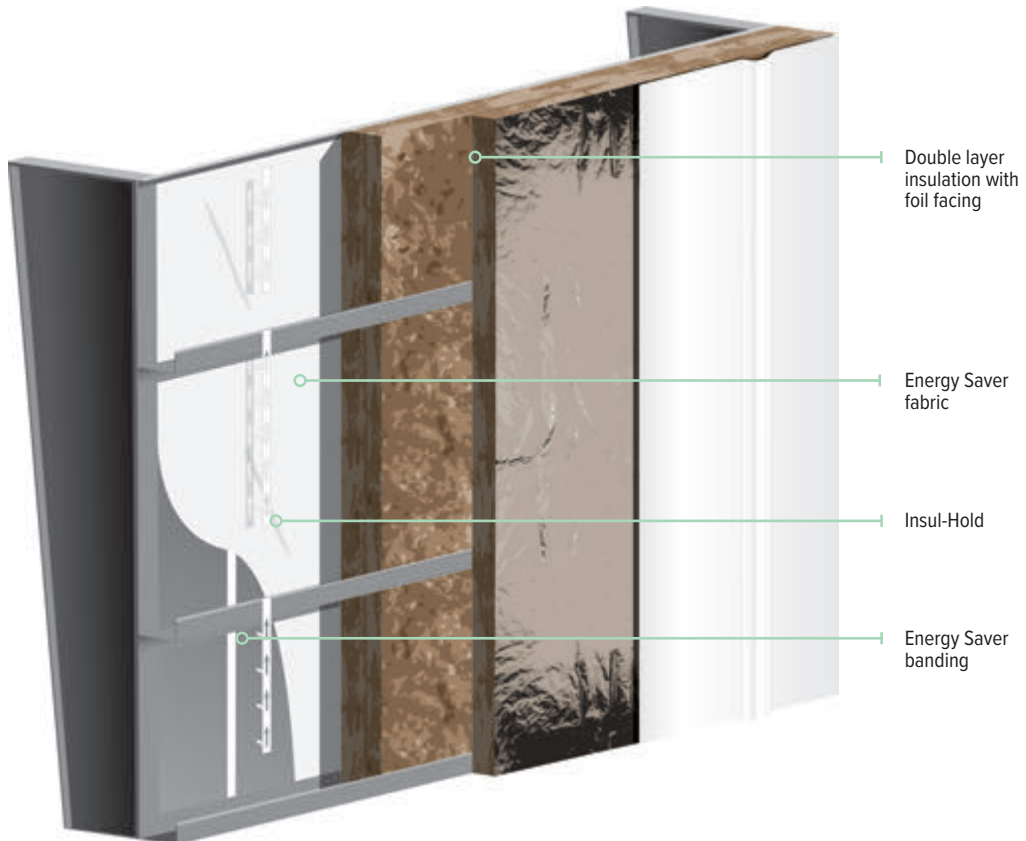 Double layer
insulation with
foil facing
Energy Saver
fabric
Insul-Hold
Energy Saver
banding